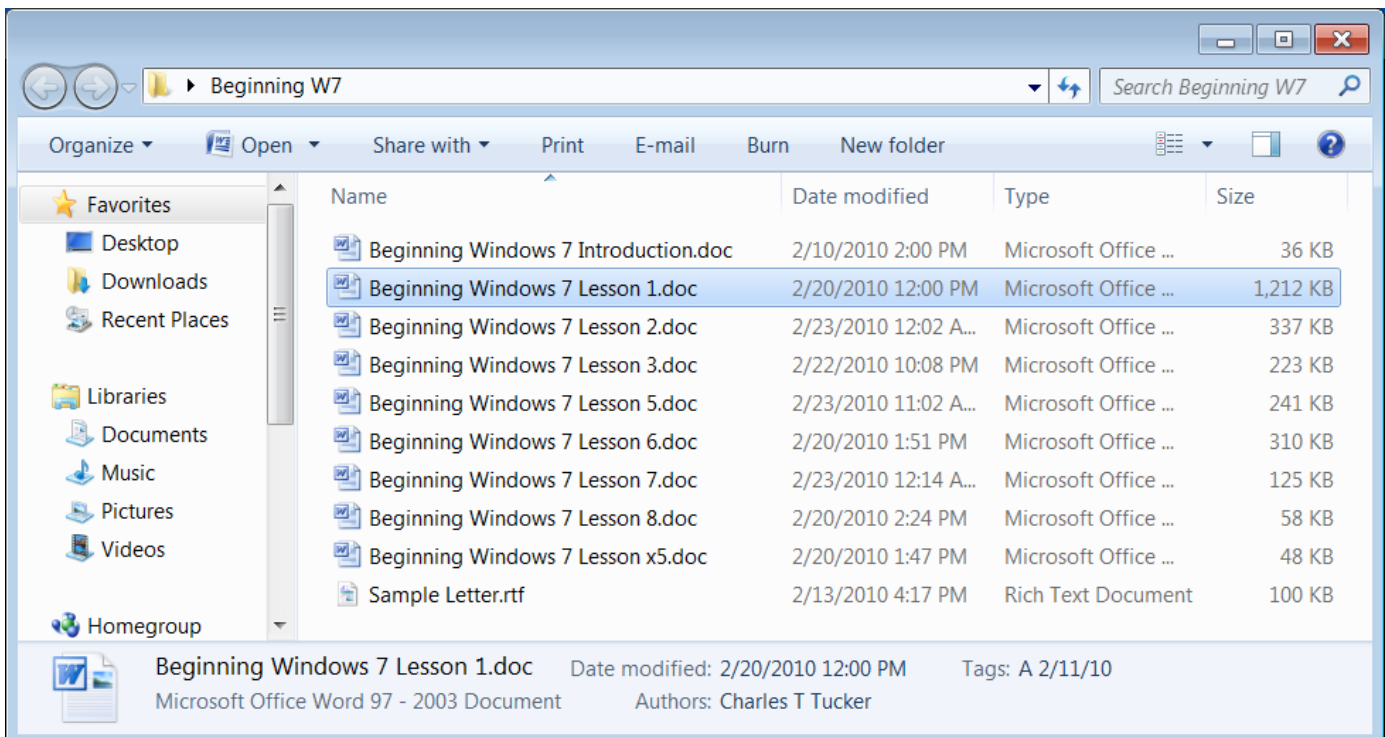 Beginning W7 Search Beginning W7
Organize Open Share with Print E-mail Burn New folder
Favorites
Desktop
Downloads
Recent Places
Libraries
Documents
Music
Pictures
Videos
Homegroup
Name Date modified Type Size
Beginning Windows 7 Introduction.doc 2/10/2010 2:00 PM Microsoft Office ... 36 KB
Beginning Windows 7 Lesson 1.doc 2/20/2010 12:00 PM Microsoft Office ... 1,212 KB
Beginning Windows 7 Lesson 2.doc 2/23/2010 12:02 A... Microsoft Office ... 337 KB
Beginning Windows 7 Lesson 3.doc 2/22/2010 10:08 PM Microsoft Office ... 223 KB
Beginning Windows 7 Lesson 5.doc 2/23/2010 11:02 A... Microsoft Office ... 241 KB
Beginning Windows 7 Lesson 6.doc 2/20/2010 1:51 PM Microsoft Office ... 310 KB
Beginning Windows 7 Lesson 7.doc 2/23/2010 12:14 A... Microsoft Office ... 125 KB
Beginning Windows 7 Lesson 8.doc 2/20/2010 2:24 PM Microsoft Office ... 58 KB
Beginning Windows 7 Lesson x5.doc 2/20/2010 1:47 PM Microsoft Office ... 48 KB
Sample Letter.rtf 2/13/2010 4:17 PM Rich Text Document 100 KB
Beginning Windows 7 Lesson 1.doc Date modified: 2/20/2010 12:00 PM Tags: A 2/11/10
Microsoft Office Word 97 - 2003 Document Authors: Charles T Tucker